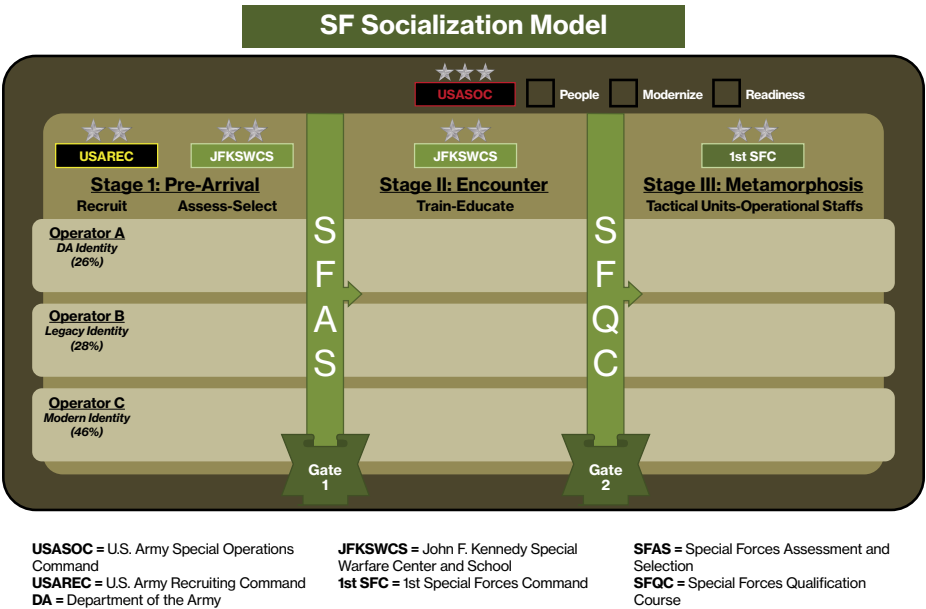 SF Socialization Model
USASOC
People
Modernize
Readiness
USAREC
JFKSWCS
JFKSWCS
1st SFC
Stage 1: Pre-Arrival
Recruit
Assess-Select
Stage II: Encounter
Train-Educate
Stage III: Metamorphosis
Tactical Units-Operational Staffs
Operator A
DA Identity
(26%)
Operator B
Legacy Identity
(28%)
Operator C
Modern Identity
(46%)
S
F
A
S
S
F
Q
C
Gate
1
Gate
2
USASOC = U.S. Army Special Operations
Command
USAREC = U.S. Army Recruiting Command
DA = Department of the Army
JFKSWCS = John F. Kennedy Special
Warfare Center and School
1st SFC = 1st Special Forces Command
SFAS = Special Forces Assessment and
Selection
SFQC = Special Forces Qualification
Course